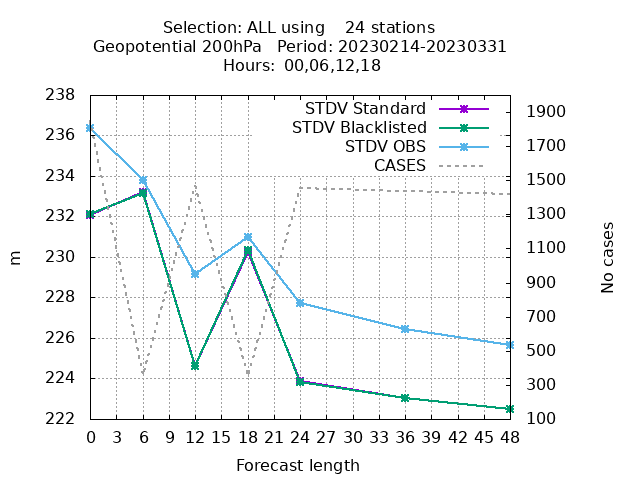 Selection: ALL using    24 stations
Geopotential 200hPa   Period: 20230214-20230331
Hours: 00,06,12,18
STDV Standard
STDV Blacklisted
STDV OBS
CASES
238
236
234
232
230
228
226
224
222
m
1900
1700
1500
1300
1100
900
700
500
300
100
No cases
0 3 6 9 12 15 18 21 24 27 30 33 36 39 42 45 48
Forecast length